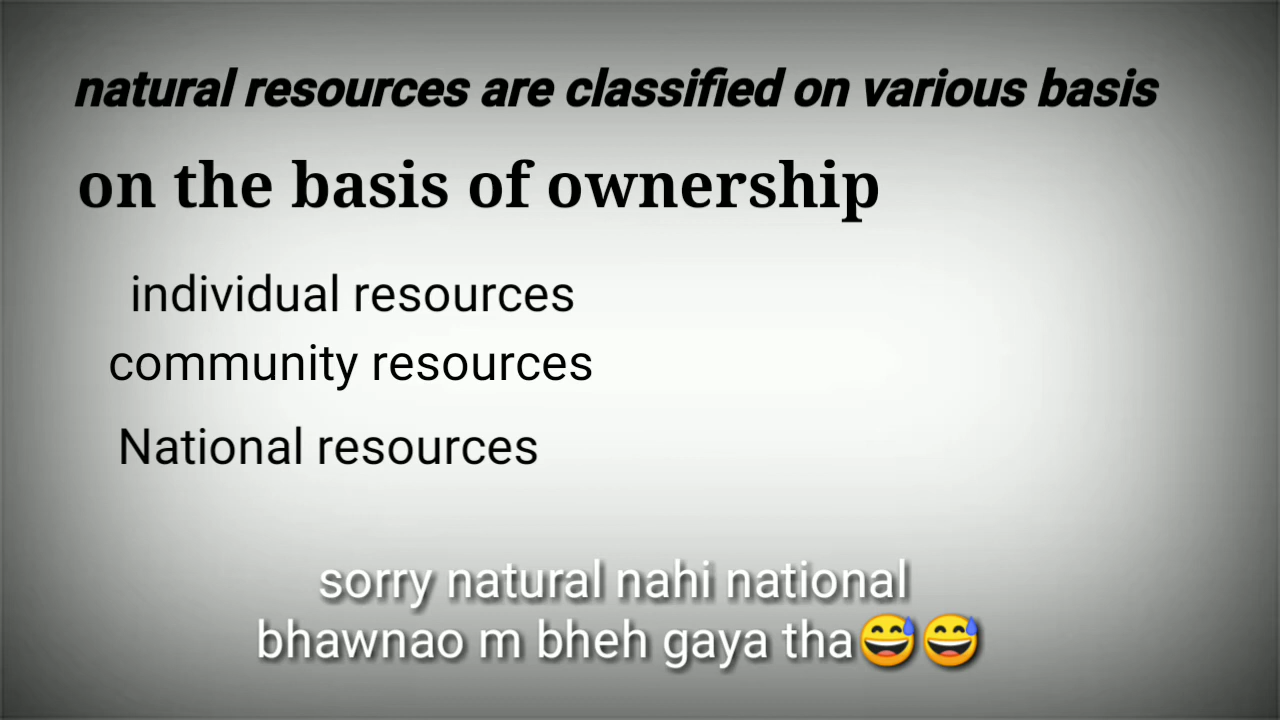 natural resources are classified on various basis
on the basis of ownership
individual resources
community resources
National resources
sorry natural nahi national
bhawnao m bheh gaya tha😅😅